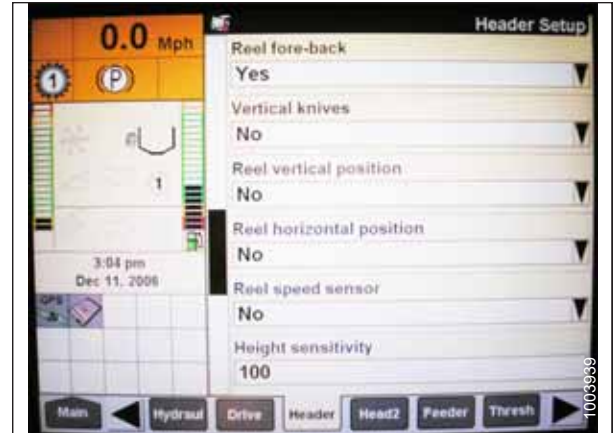 0.0 Mph
Header Setup
Reel fore-back
Yes
1
P
Vertical knives
No
Reel vertical position
1
No
Reel horizontal position
No
3:04 pm
Dec 11, 2006
Reel speed sensor
GPS
No
Height sensitivity
100
Main
Hydraul
Drive
Header
Head2
Feeder
Thresh
1003939